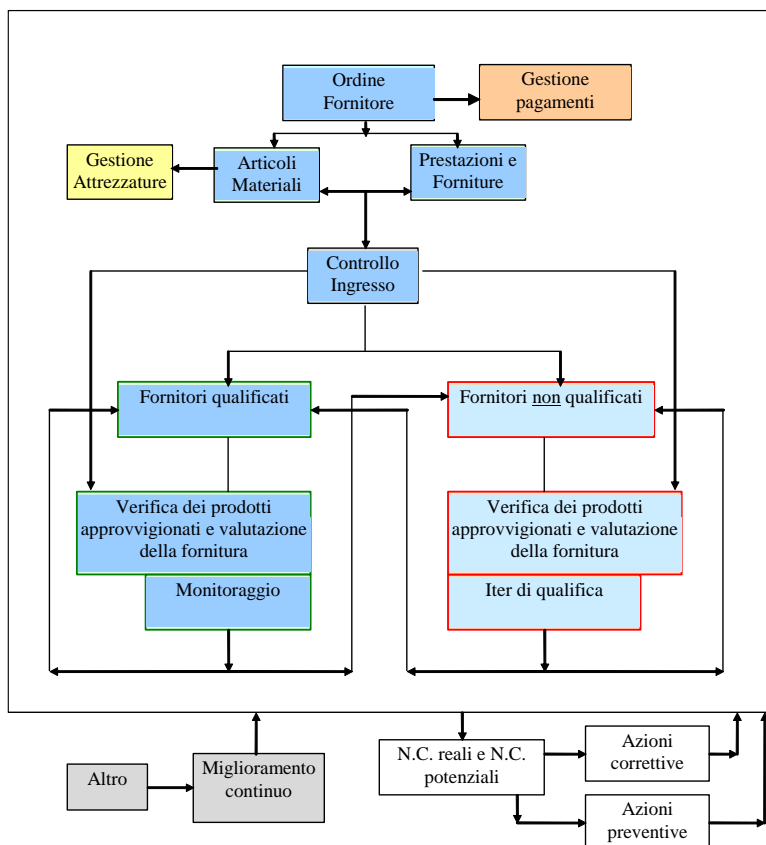 Ordine
Fornitore
Gestione
pagamenti
Gestione
Attrezzature
Articoli
Materiali
Prestazioni e
Forniture
Controllo
Ingresso
Fornitori qualificati
Fornitori non qualificati
Verifica dei prodotti
approvvigionati e valutazione
della fornitura
Verifica dei prodotti
approvvigionati e valutazione
della fornitura
Monitoraggio
Iter di qualifica
Altro
Miglioramento
continuo
N.C. reali e N.C.
potenziali
Azioni
correttive
Azioni
preventive